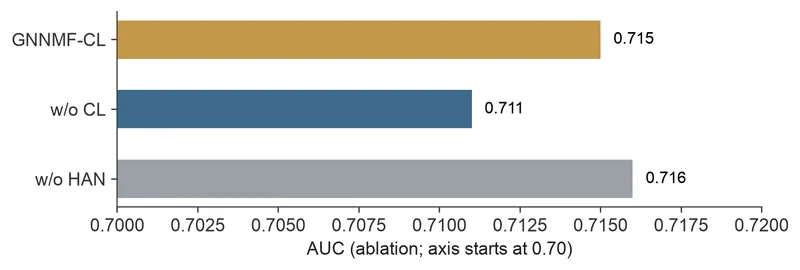 GNNMF-CL 0.715
w/o CL 0.711
w/o HAN 0.716
0.7000 0.7025 0.7050 0.7075 0.7100 0.7125 0.7150 0.7175 0.7200
AUC (ablation; axis starts at 0.70)